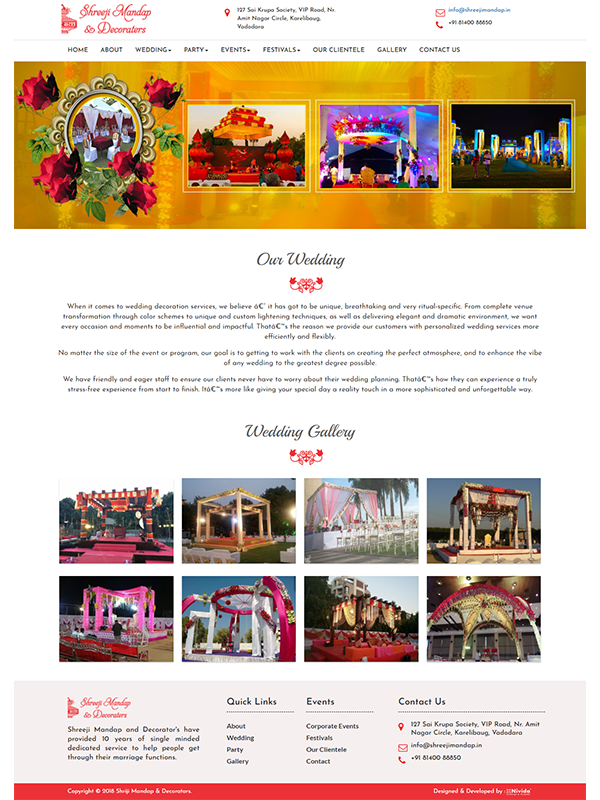 Shreeji Mandap
& Decoraters
127 Sai Krupa Society, VIP Road, Nr.
Amit Nagar Circle, Karelibaug,
Vadodara
info@shreejimandap.in
+91 81400 88850
HOME ABOUT WEDDING PARTY EVENTS FESTIVALS OUR CLIENTELE GALLERY CONTACT US
Our Wedding
When it comes to wedding decoration services, we believe â€” it has got to be unique, breathtaking and very ritual-specific. From complete venue
transformation through color schemes to unique and custom lightening techniques, as well as delivering elegant and dramatic environment, we want
every occasion and moments to be influential and impactful. Thatâ€™s the reason we provide our customers with personalized wedding services more
efficiently and flexibly.
No matter the size of the event or program, our goal is to getting to work with the clients on creating the perfect atmosphere, and to enhance the vibe
of any wedding to the greatest degree possible.
We have friendly and eager staff to ensure our clients never have to worry about their wedding planning. Thatâ€™s how they can experience a truly
stress-free experience from start to finish. Itâ€™s more like giving your special day a reality touch in a more sophisticated and unforgettable way.
Wedding Gallery
Shreeji Mandap
& Decoraters
Shreeji Mandap and Decorator's have
provided 10 years of single minded
dedicated service to help people get
through their marriage functions.
Quick Links
About
Wedding
Party
Gallery
Events
Corporate Events
Festivals
Our Clientele
Contact
Contact Us
127 Sai Krupa Society, VIP Road, Nr. Amit
Nagar Circle, Karelibaug, Vadodara
info@shreejimandap.in
+91 81400 88850
Copyright © 2018 Shriji Mandap & Decorators.
Designed & Developed by : Nivida